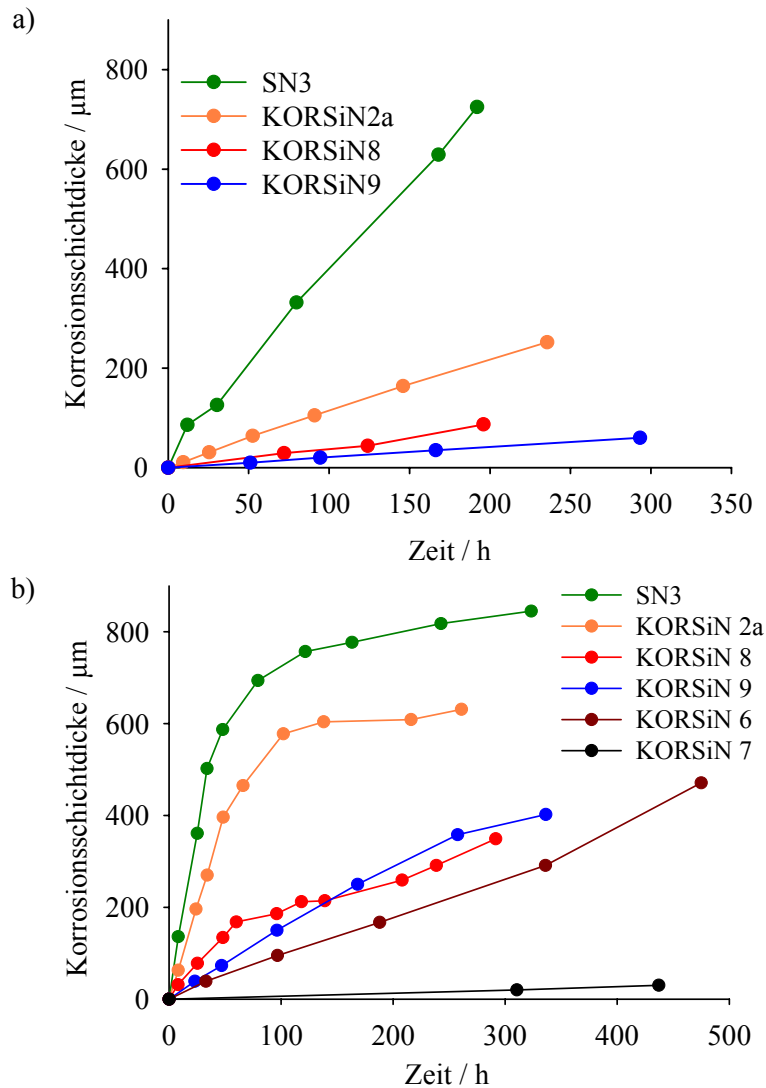 a)
800
600
400
200
0
Korrosionsschichtdicke / µm
SN3
KORSiN2a
KORSiN8
KORSiN9
0 50 100 150 200 250 300 350
Zeit / h
b)
800
600
400
200
0
Korrosionsschichtdicke / µm
SN3
KORSiN 2a
KORSiN 8
KORSiN 9
KORSiN 6
KORSiN 7
0 100 200 300 400 500
Zeit / h